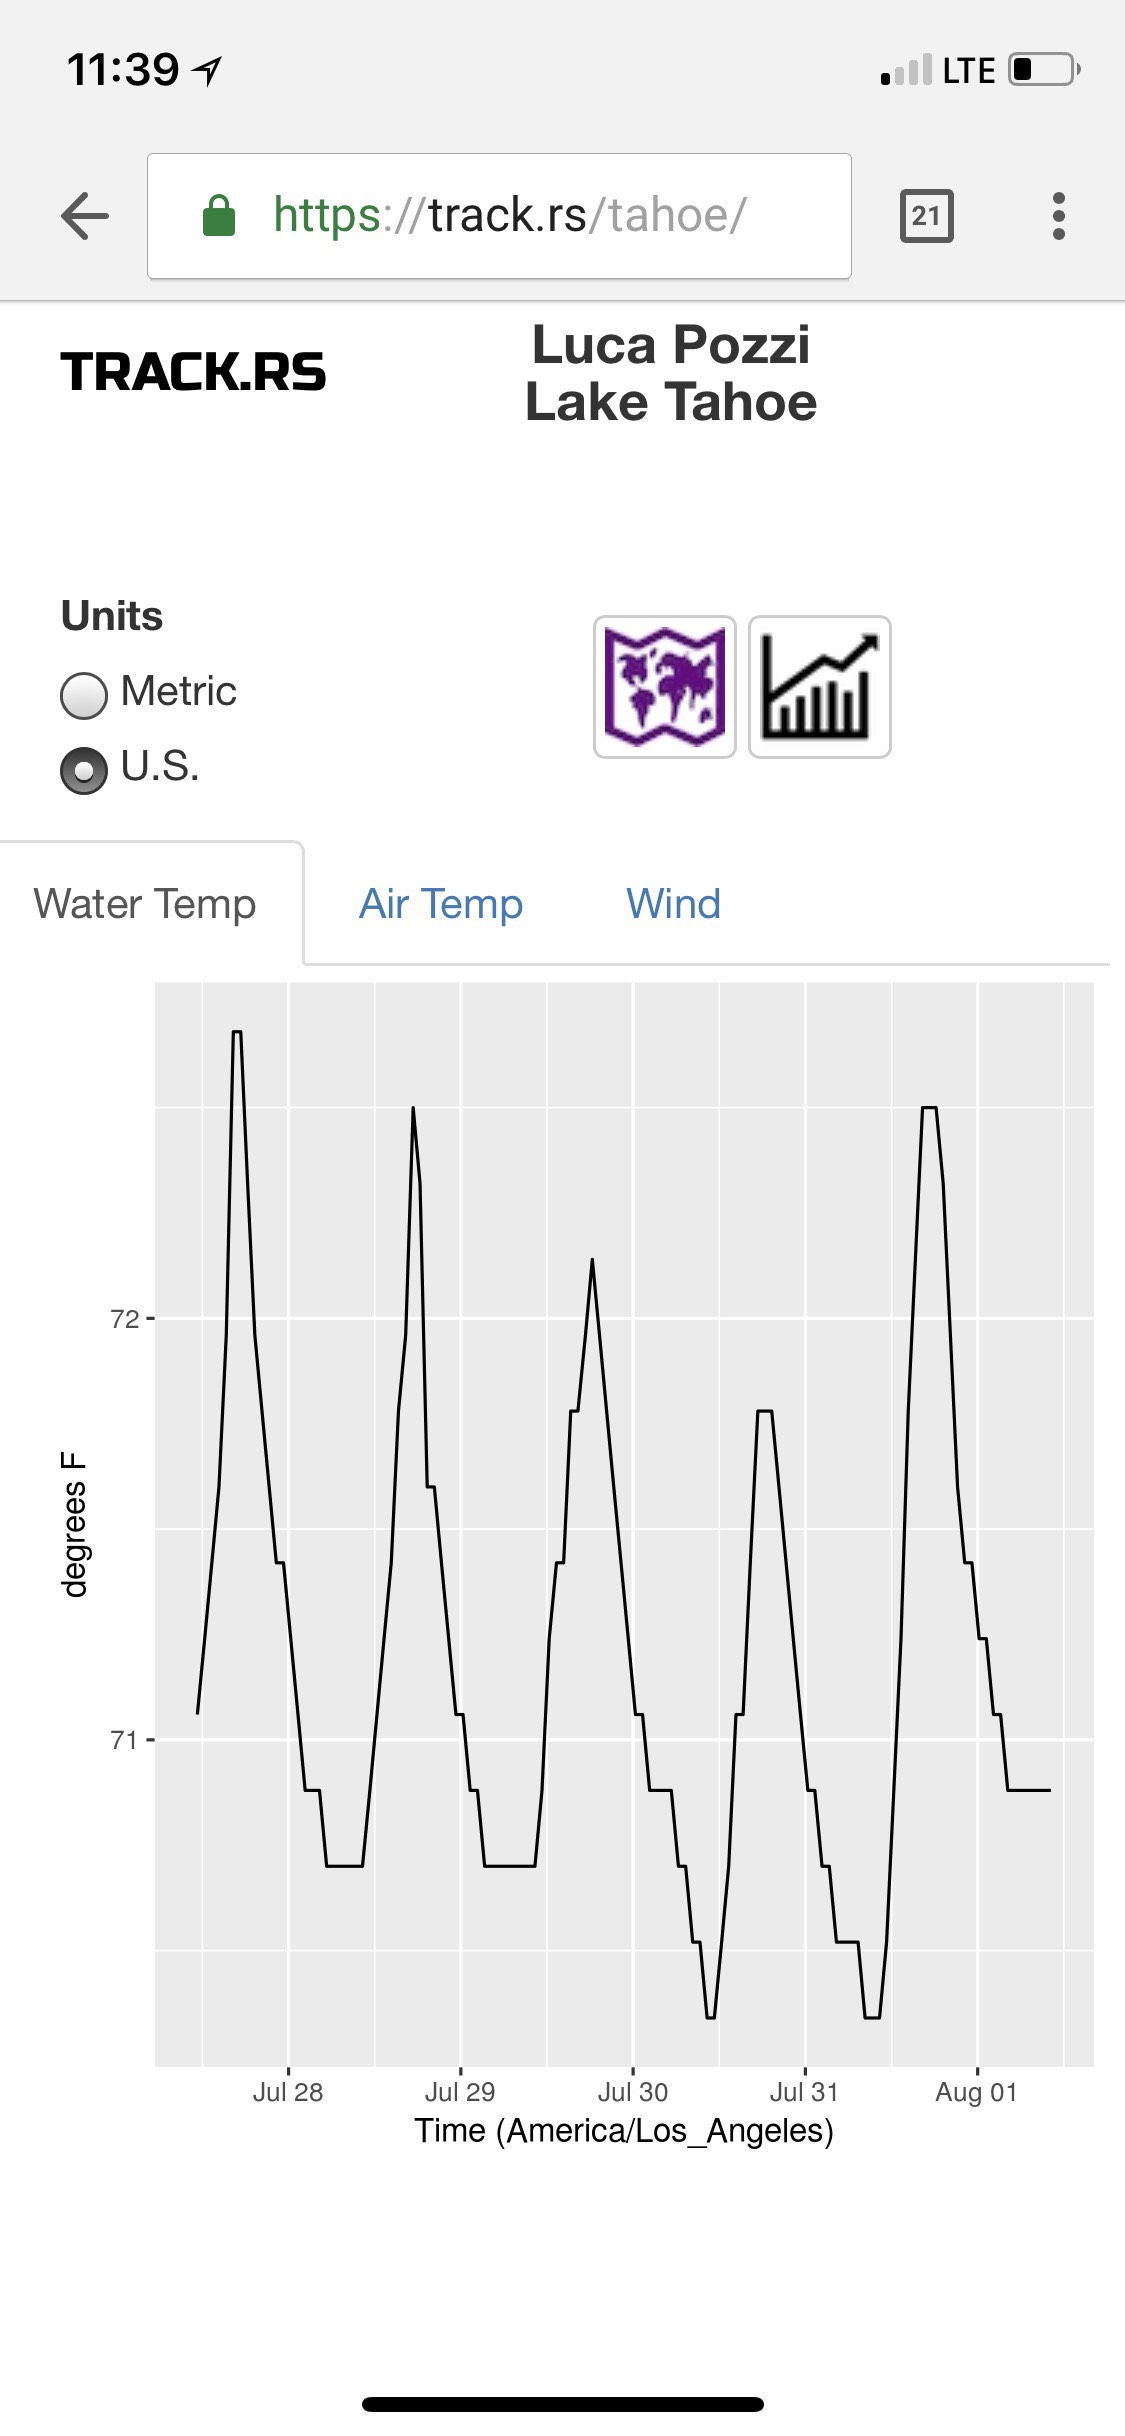 11:39 LTE
https://track.rs/tahoe/ 21
TRACK.RS
Luca Pozzi
Lake Tahoe
Units
Metric
U.S.
Water Temp Air Temp Wind
72
degrees F
71
Jul 28 Jul 29 Jul 30 Jul 31 Aug 01
Time (America/Los_Angeles)